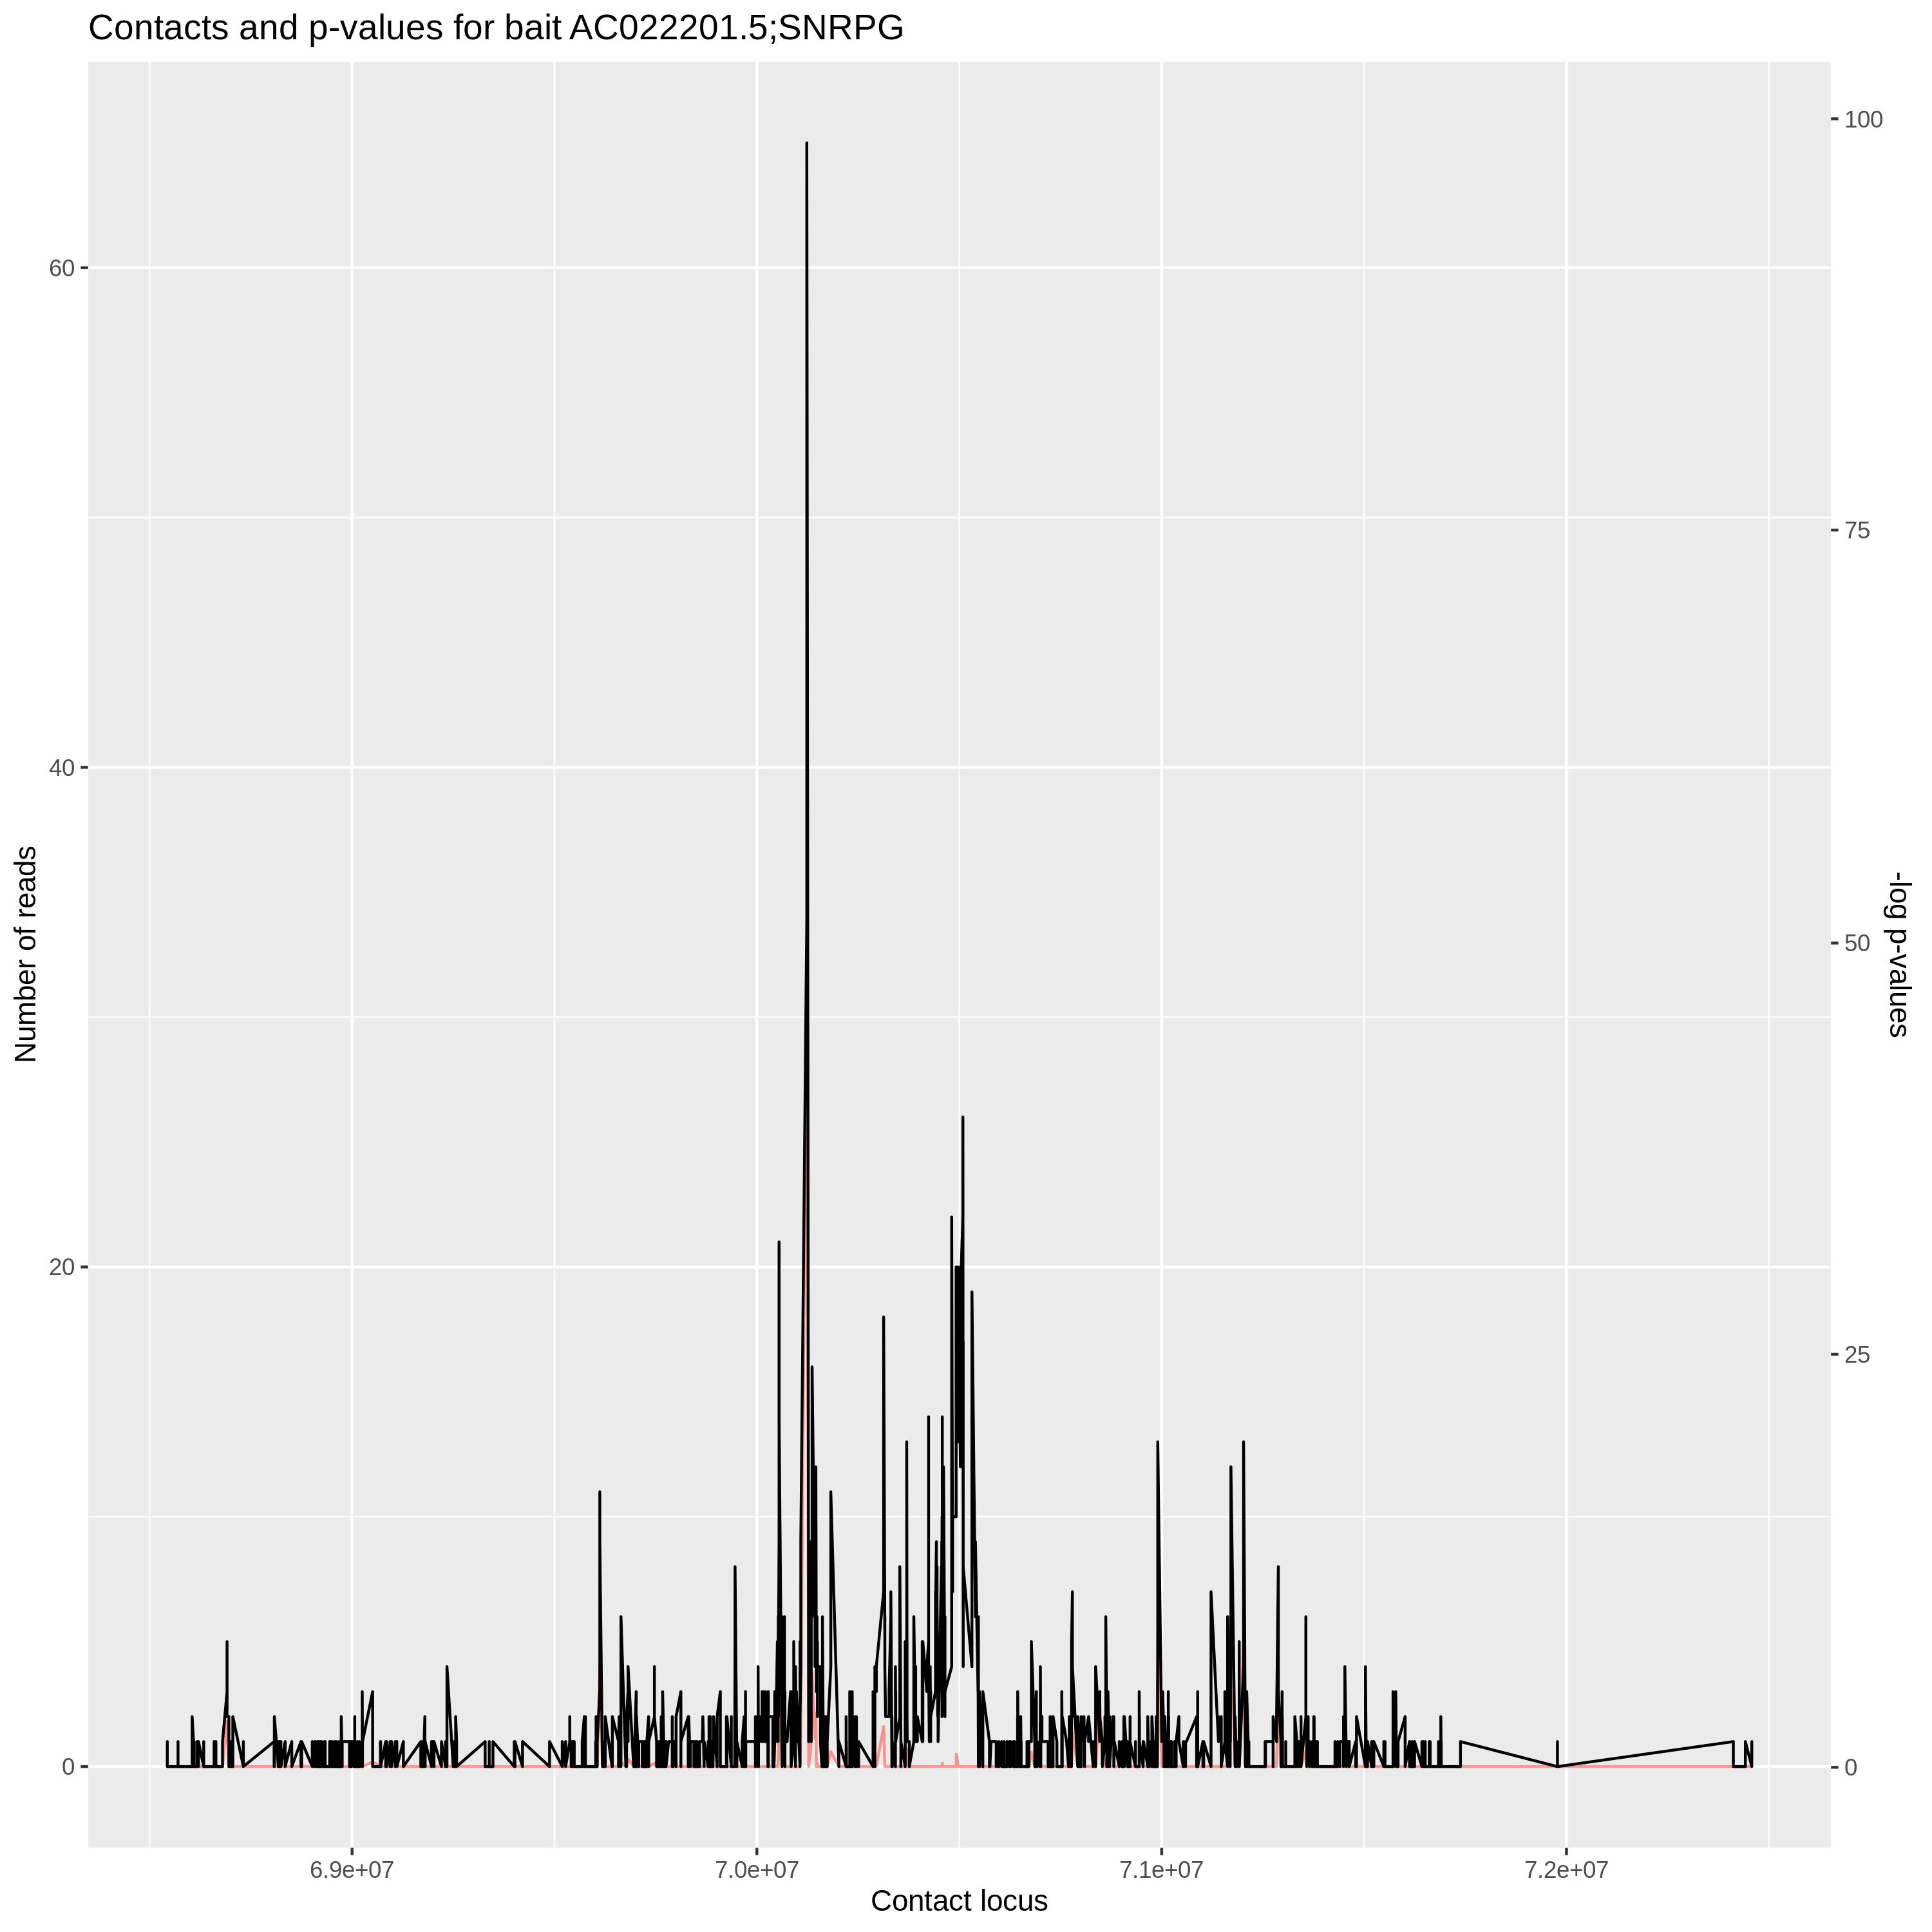 Contacts and p-values for bait AC022201.5;SNRPG
100
60
75
40
Number of reads
-log p-values
50
20
25
0
0
6.9e+07
7.0e+07
7.1e+07
7.2e+07
Contact locus